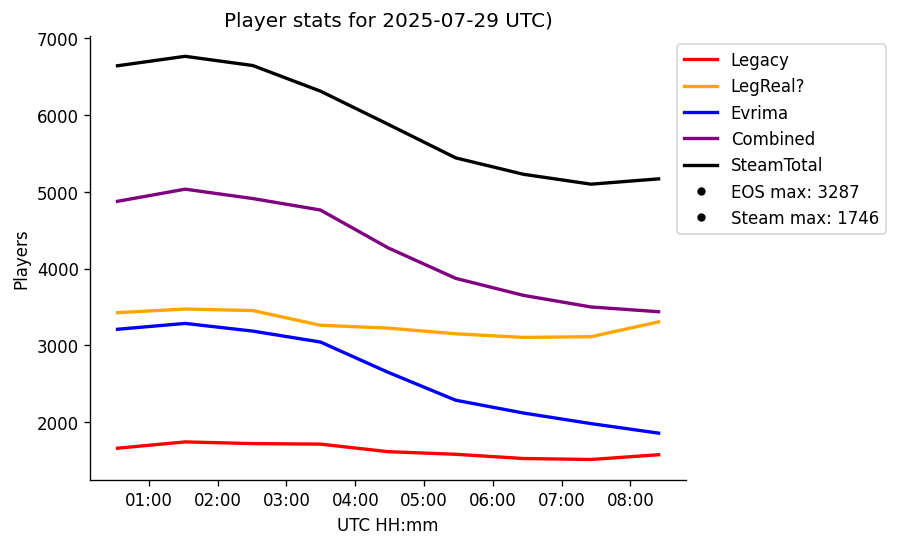 Player stats for 2025-07-29 UTC)
7000
6000
5000
4000
3000
2000
Players
01:00 02:00 03:00 04:00 05:00 06:00 07:00 08:00
UTC HH:mm
Legacy
LegReal?
Evrima
Combined
SteamTotal
EOS max: 3287
Steam max: 1746